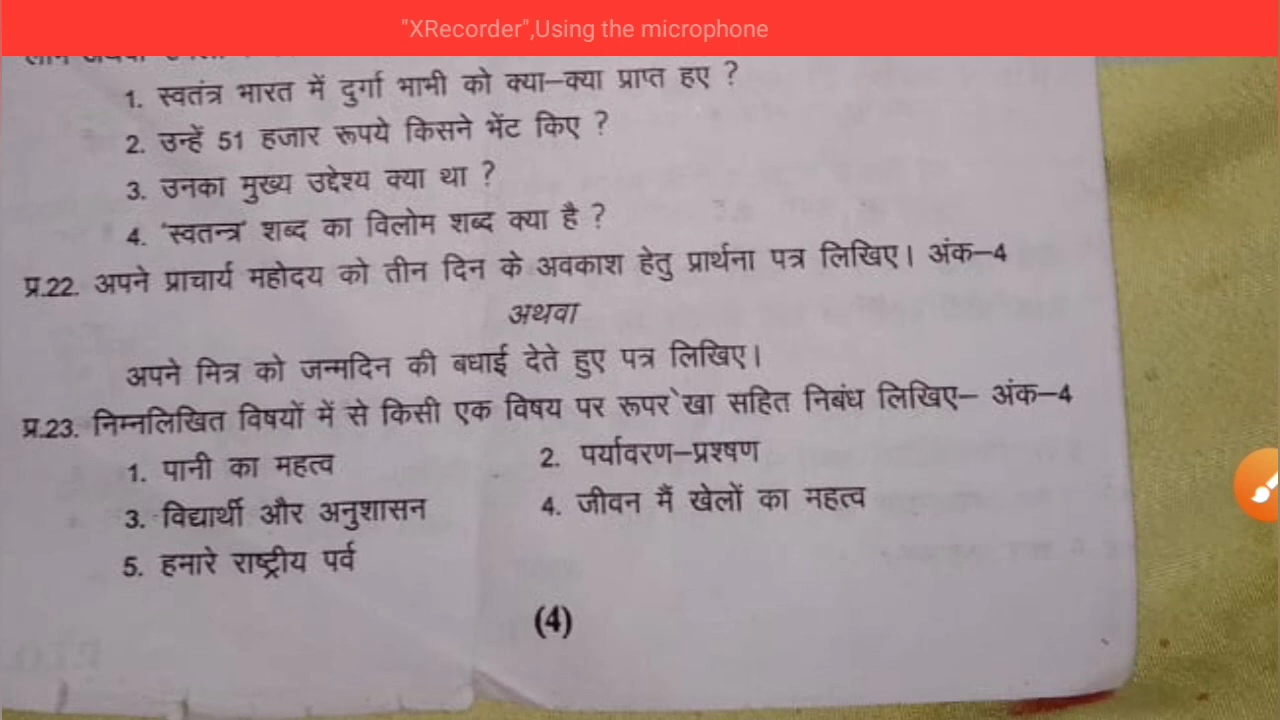 "XRecorder",Using the microphone
1. स्वतंत्र भारत में दुर्गा भाभी को क्या–क्या प्राप्त हए ?
2. उन्हें 51 हजार रूपये किसने भेंट किए ?
3. उनका मुख्य उद्देश्य क्या था ?
4. 'स्वतन्त्र' शब्द का विलोम शब्द क्या है ?
प्र.22. अपने प्राचार्य महोदय को तीन दिन के अवकाश हेतु प्रार्थना पत्र लिखिए। अंक–4
अथवा
अपने मित्र को जन्मदिन की बधाई देते हुए पत्र लिखिए।
प्र.23. निम्नलिखित विषयों में से किसी एक विषय पर रूपरेखा सहित निबंध लिखिए– अंक–4
1. पानी का महत्व 2. पर्यावरण–प्रश्षण
3. विद्यार्थी और अनुशासन 4. जीवन मैं खेलों का महत्व
5. हमारे राष्ट्रीय पर्व
(4)